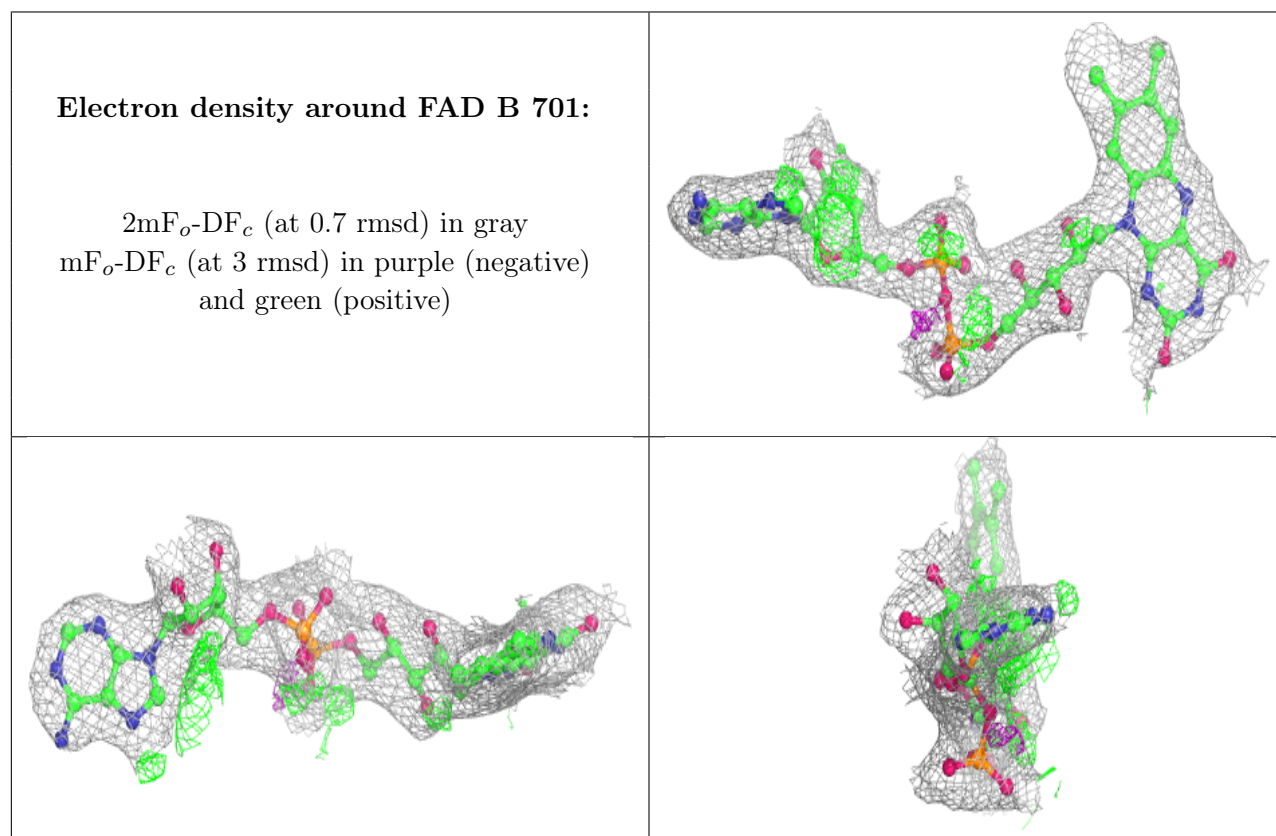 Electron density around FAD B 701:
2mFo-DFc (at 0.7 rmsd) in gray
mFo-DFc (at 3 rmsd) in purple (negative)
and green (positive)